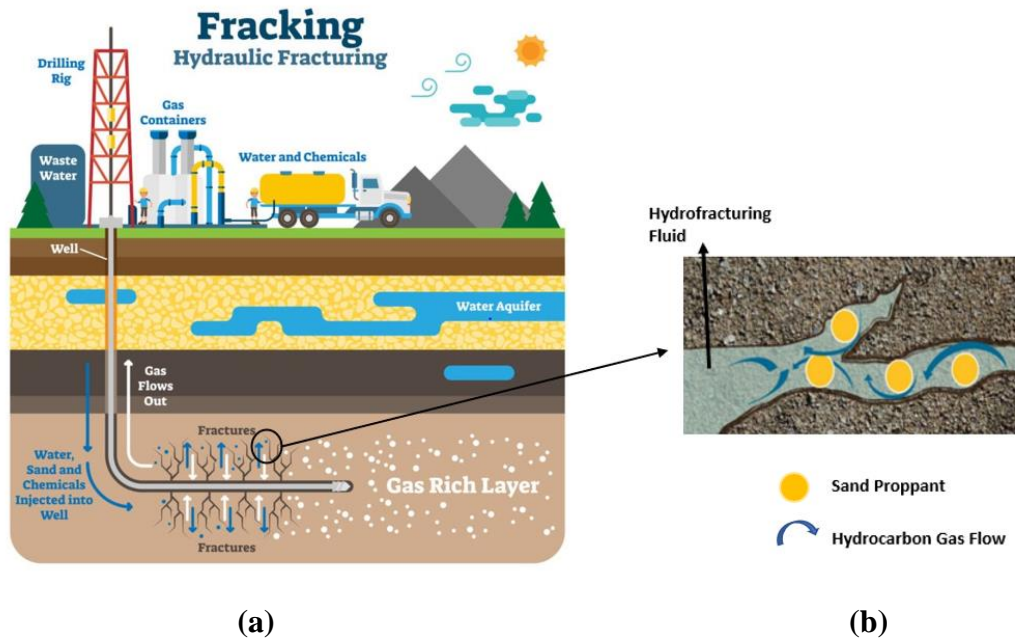 Fracking
Hydraulic Fracturing
Drilling
Rig
Gas
Containers
Water and Chemicals
Waste
Water
Well
Water Aquifer
Gas
Flows
Out
Fractures
Water,
Sand and
Chemicals
Injected into
Well
Gas Rich Layer
Fractures
(a)
Hydrofracturing
Fluid
Sand Proppant
Hydrocarbon Gas Flow
(b)